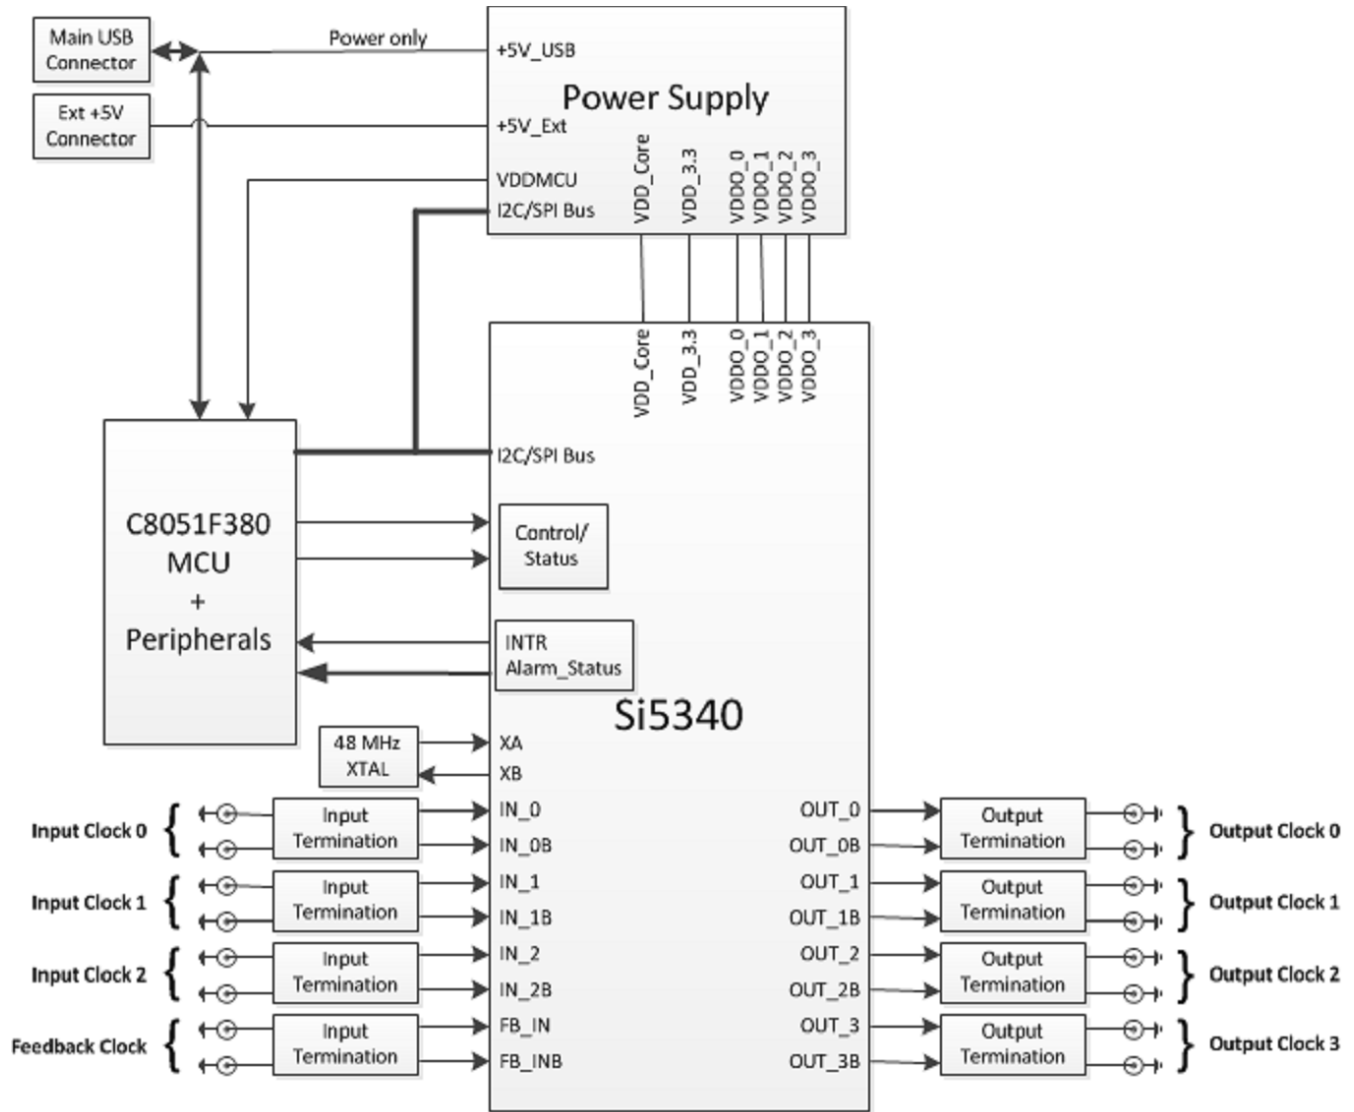 Main USB
Connector
Power only
+5V_USB
Power Supply
Ext +5V
Connector
+5V_Ext
VDDMCU
I2C/SPI Bus
VDD_Core
VDD_3.3
VDDO_0
VDDO_1
VDDO_2
VDDO_3
VDD_Core
VDD_3.3
VDDO_0
VDDO_1
VDDO_2
VDDO_3
I2C/SPI Bus
C8051F380
MCU
+
Peripherals
Control/
Status
INTR
Alarm_Status
Si5340
48 MHz
XTAL
XA
XB
Input Clock 0
Input
Termination
IN_0
IN_0B
OUT_0
OUT_0B
Output
Termination
Output Clock 0
Input Clock 1
Input
Termination
IN_1
IN_1B
OUT_1
OUT_1B
Output
Termination
Output Clock 1
Input Clock 2
Input
Termination
IN_2
IN_2B
OUT_2
OUT_2B
Output
Termination
Output Clock 2
Feedback Clock
Input
Termination
FB_IN
FB_INB
OUT_3
OUT_3B
Output
Termination
Output Clock 3